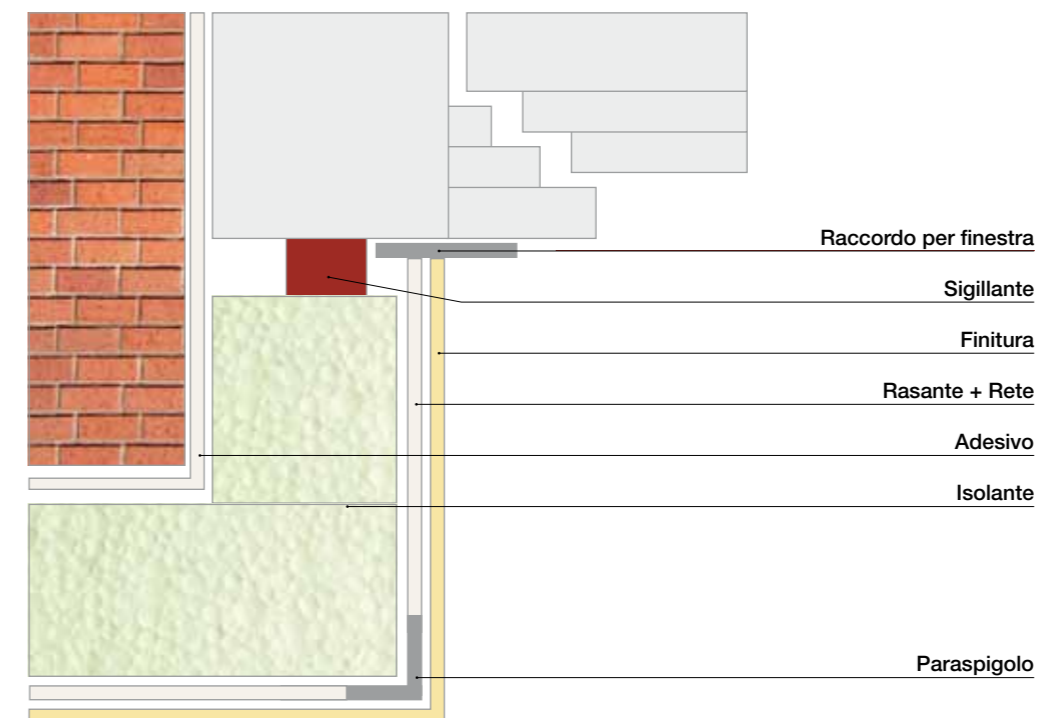 Raccordo per finestra
Sigillante
Finitura
Rasante + Rete
Adesivo
Isolante
Paraspigolo